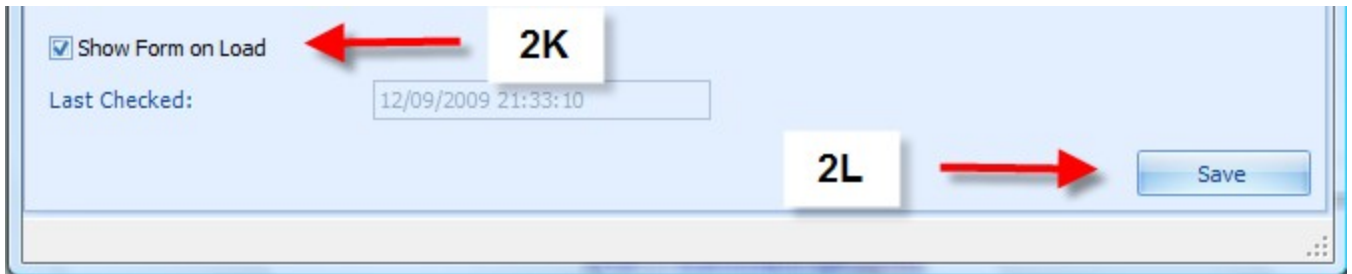 Show Form on Load
2K
Last Checked:
12/09/2009 21:33:10
2L
Save